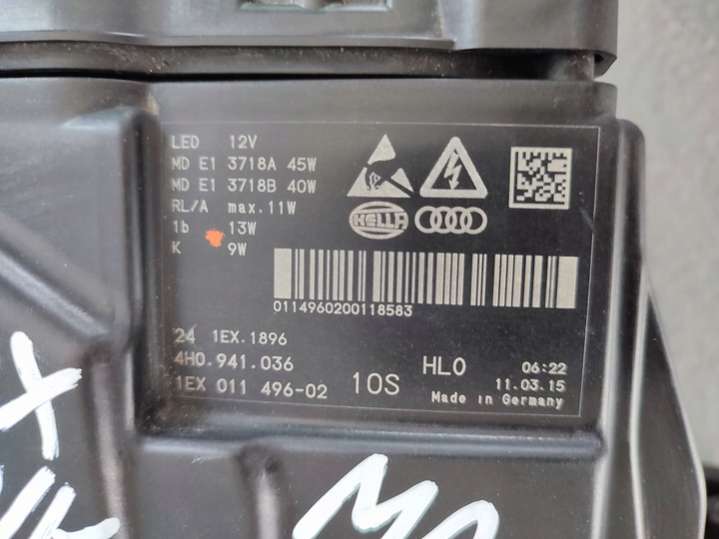 LED 12V
MD E1 3718A 45W
MD E1 3718B 40W
RL/A max.11W
1b 13W
K 9W
HELLA
0114960200118583
24 1EX.1896
4H0.941.036
1EX 011 496-02
10S
HL0
06:22
11.03.15
Made in Germany
X